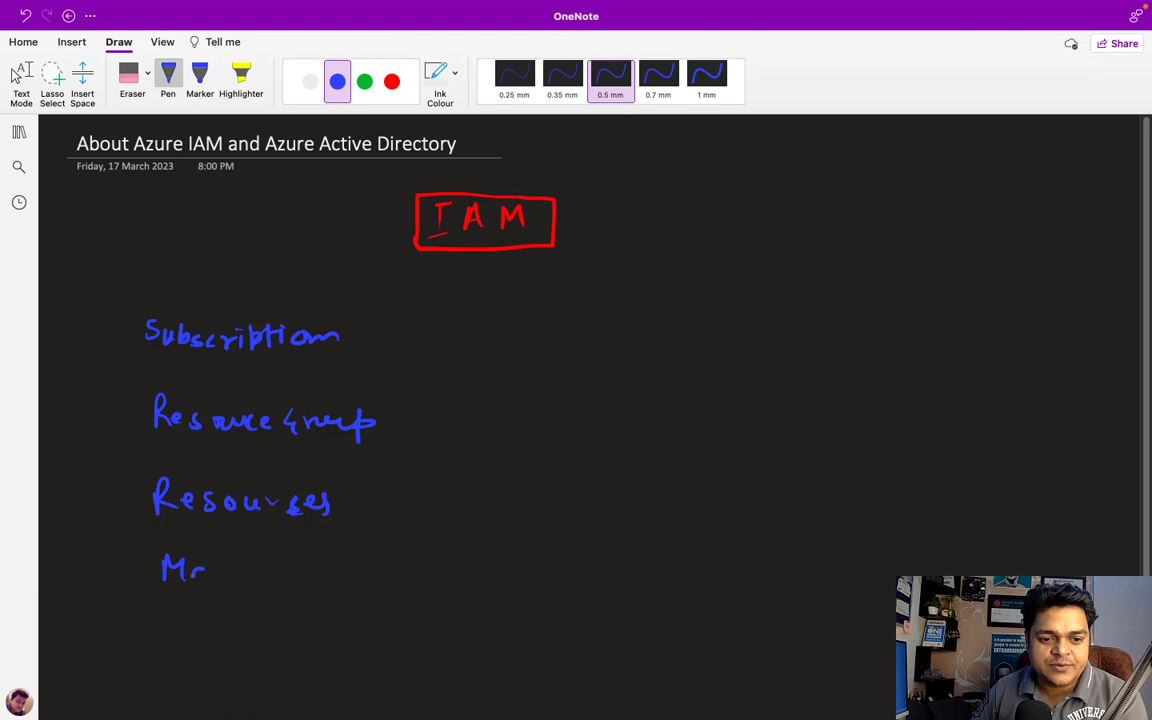 OneNote
Home Insert Draw View Tell me
Share
Text Mode
Lasso Select
Insert Space
Eraser
Pen
Marker
Highlighter
Ink Colour
0.25 mm
0.35 mm
0.5 mm
0.7 mm
1 mm
About Azure IAM and Azure Active Directory
Friday, 17 March 2023 8:00 PM
I A M
Subscription
Resource Group
Resources